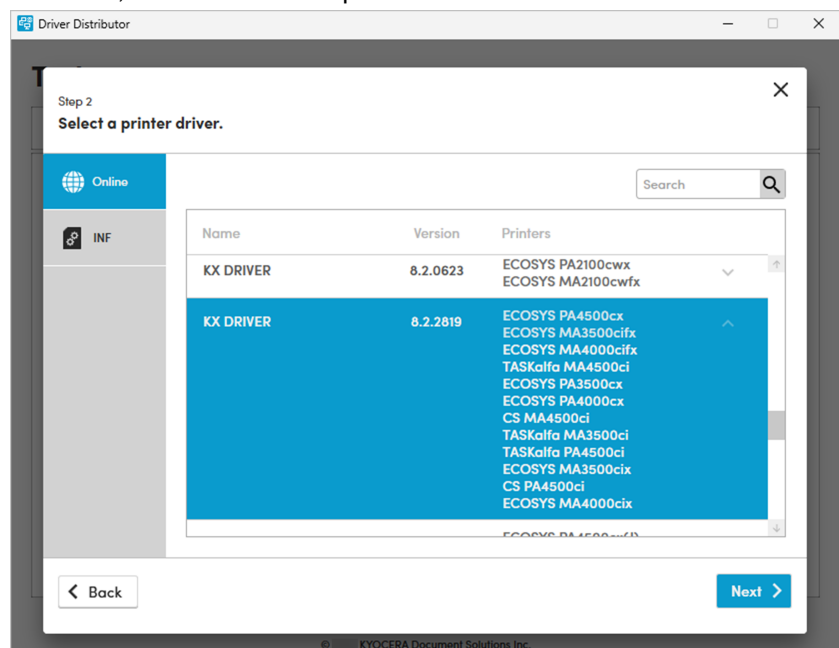 Driver Distributor
Step 2
Select a printer driver.
Online
Search
INF
Name Version Printers
KX DRIVER 8.2.0623 ECOSYS PA2100cwx
ECOSYS MA2100cwfx
KX DRIVER 8.2.2819 ECOSYS PA4500cx
ECOSYS MA3500cifx
ECOSYS MA4000cifx
TASKalfa MA4500ci
ECOSYS PA3500cx
ECOSYS PA4000cx
CS MA4500ci
TASKalfa MA3500ci
TASKalfa PA4500ci
ECOSYS MA3500cix
CS PA4500ci
ECOSYS MA4000cix
Back
Next
© KYOCERA Document Solutions Inc.